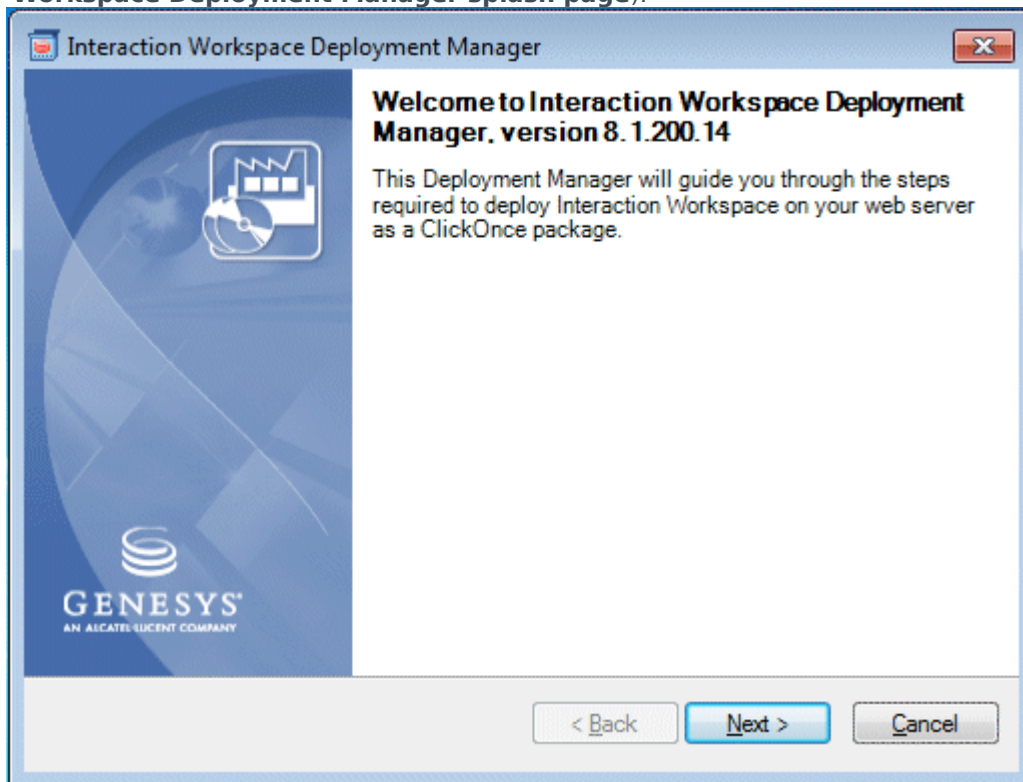 Workspace Deployment Manager splash page).
Interaction Workspace Deployment Manager
Welcome to Interaction Workspace Deployment
Manager, version 8.1.200.14
This Deployment Manager will guide you through the steps
required to deploy Interaction Workspace on your web server
as a ClickOnce package.
GENESYS
AN ALCATEL-LUCENT COMPANY
< Back
Next >
Cancel